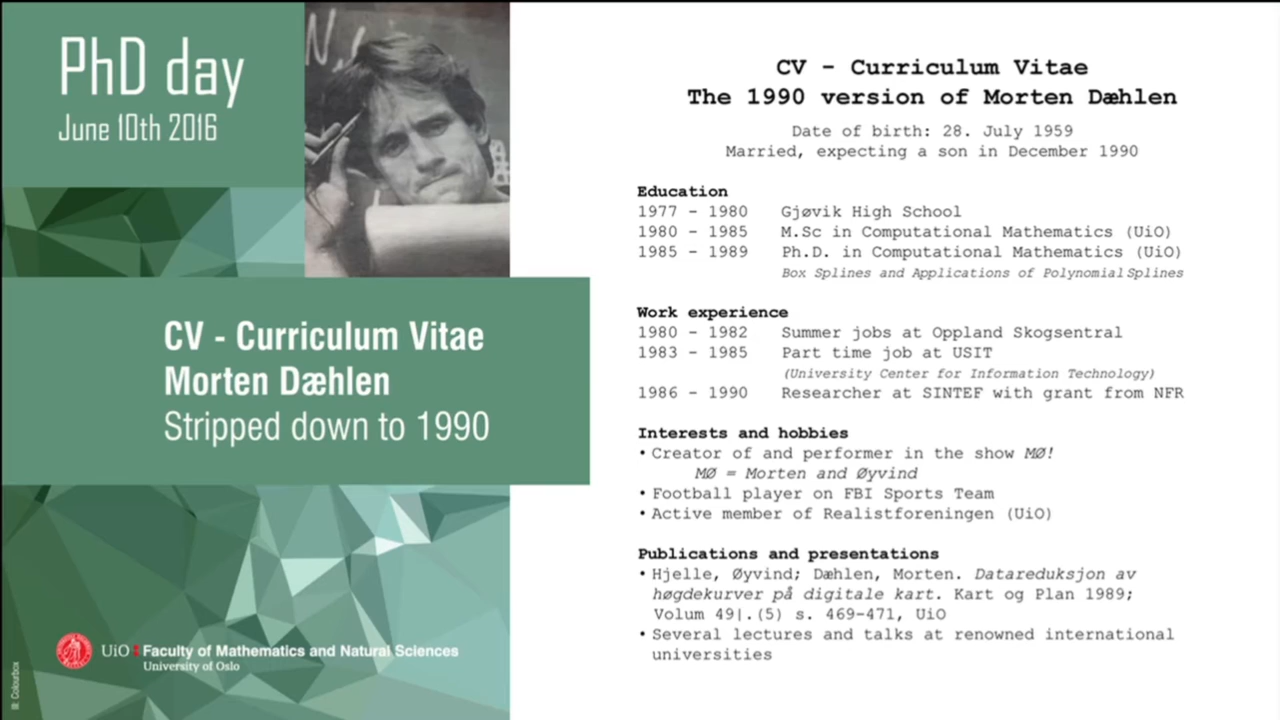 PhD day
June 10th 2016
CV - Curriculum Vitae
Morten Dæhlen
Stripped down to 1990
UiO Faculty of Mathematics and Natural Sciences
University of Oslo
Ill: Colourbox
CV - Curriculum Vitae
The 1990 version of Morten Dæhlen
Date of birth: 28. July 1959
Married, expecting a son in December 1990
Education
1977 - 1980 Gjøvik High School
1980 - 1985 M.Sc in Computational Mathematics (UiO)
1985 - 1989 Ph.D. in Computational Mathematics (UiO)
Box Splines and Applications of Polynomial Splines
Work experience
1980 - 1982 Summer jobs at Oppland Skogsentral
1983 - 1985 Part time job at USIT
(University Center for Information Technology)
1986 - 1990 Researcher at SINTEF with grant from NFR
Interests and hobbies
• Creator of and performer in the show MØ!
MØ = Morten and Øyvind
• Football player on FBI Sports Team
• Active member of Realistforeningen (UiO)
Publications and presentations
• Hjelle, Øyvind; Dæhlen, Morten. Datareduksjon av
høgdekurver på digitale kart. Kart og Plan 1989;
Volum 49|.(5) s. 469-471, UiO
• Several lectures and talks at renowned international
universities